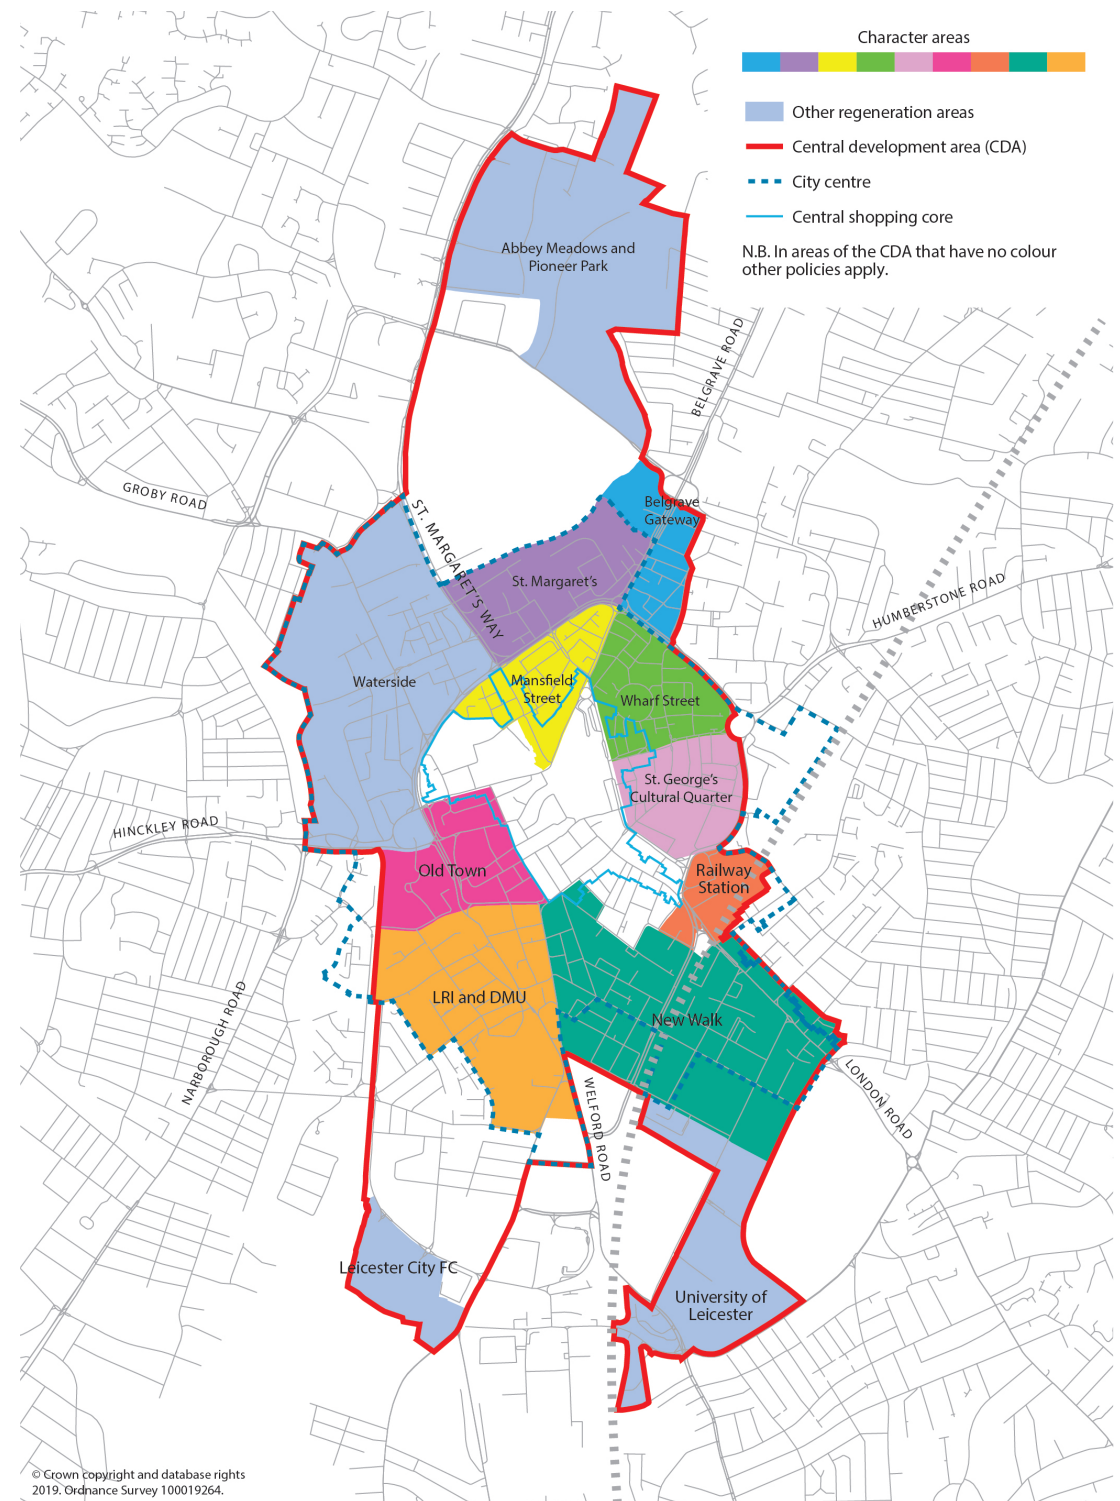 Character areas
Other regeneration areas
Central development area (CDA)
City centre
Central shopping core
N.B. In areas of the CDA that have no colour
other policies apply.
Abbey Meadows and
Pioneer Park
BELGRAVE ROAD
GROBY ROAD
ST. MARGARET'S WAY
Belgrave
Gateway
St. Margaret's
HUMBERSTONE ROAD
Waterside
Mansfield
Street
Wharf Street
St. George's
Cultural Quarter
HINCKLEY ROAD
Old Town
Railway
Station
LRI and DMU
New Walk
NARBOROUGH ROAD
WELFORD ROAD
LONDON ROAD
Leicester City FC
University of
Leicester
© Crown copyright and database rights
2019. Ordnance Survey 100019264.